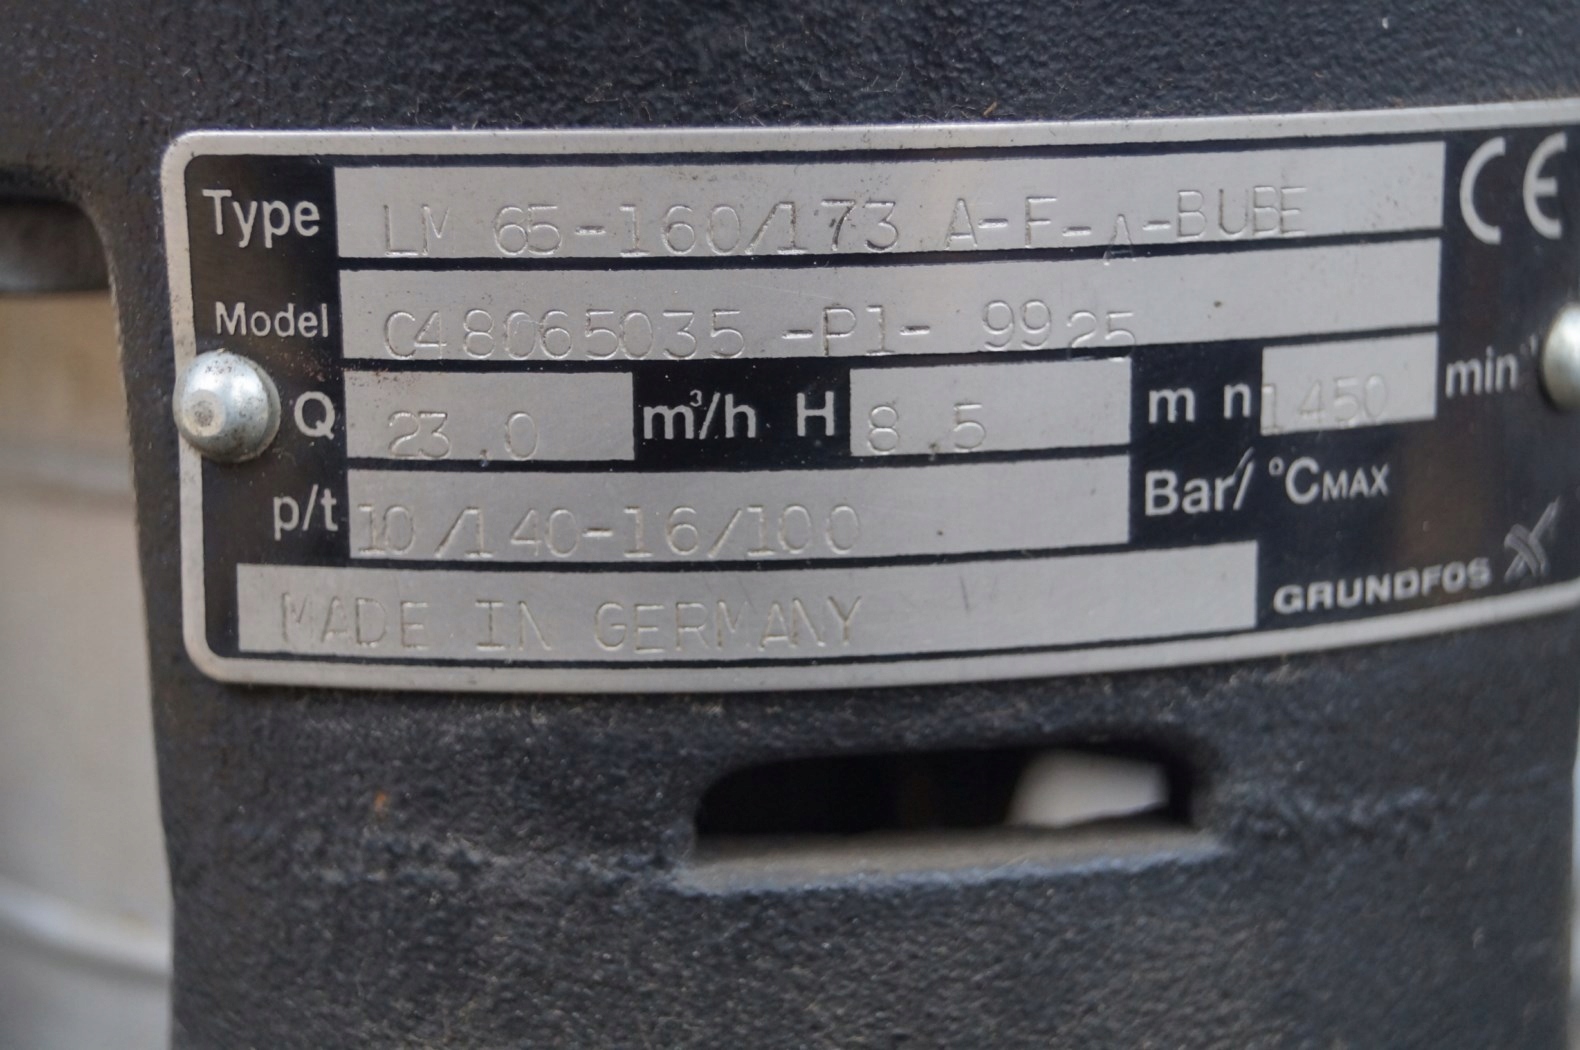 Type LM 65-160/173 A-F-A-BUBE CE
Model C48065035 -P1- 9925
Q 23.0 m³/h H 8.5 m n 1450 min⁻¹
p/t 10/140-16/100 Bar/°CMAX
MADE IN GERMANY GRUNDFOS